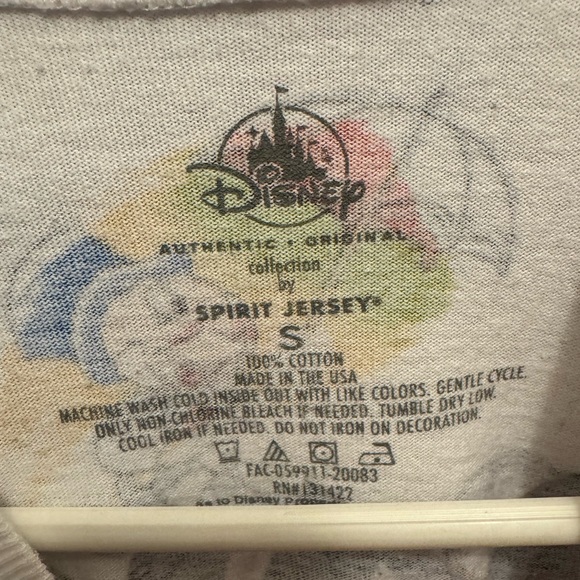 Disney
AUTHENTIC • ORIGINAL
collection
by
SPIRIT JERSEY®
S
100% COTTON
MADE IN THE USA
MACHINE WASH COLD INSIDE OUT WITH LIKE COLORS. GENTLE CYCLE.
ONLY NON-CHLORINE BLEACH IF NEEDED. TUMBLE DRY LOW.
COOL IRON IF NEEDED. DO NOT IRON ON DECORATION.
FAC-059911-20083
RN#131422
to Disney